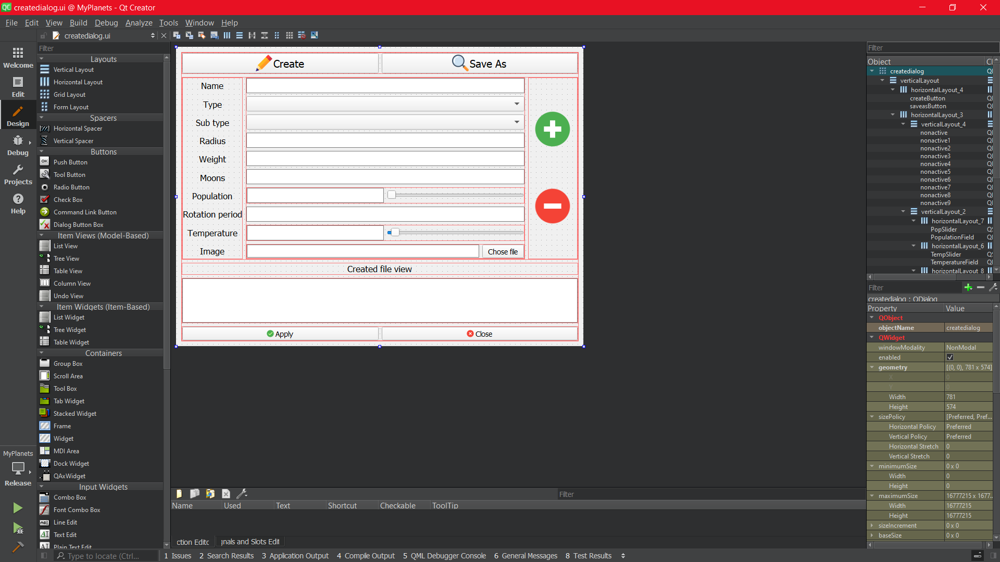 createdialog.ui @ MyPlanets - Qt Creator
File Edit View Build Debug Analyze Tools Window Help
createdialog.ui
Filter
Layouts
Vertical Layout
Horizontal Layout
Grid Layout
Form Layout
Spacers
Horizontal Spacer
Vertical Spacer
Buttons
Push Button
Tool Button
Radio Button
Check Box
Command Link Button
Dialog Button Box
Item Views (Model-Based)
List View
Tree View
Table View
Column View
Undo View
Item Widgets (Item-Based)
List Widget
Tree Widget
Table Widget
Containers
Group Box
Scroll Area
Tool Box
Tab Widget
Stacked Widget
Frame
Widget
MDI Area
Dock Widget
QAxWidget
Input Widgets
Combo Box
Font Combo Box
Line Edit
Text Edit
Plain Text Edit
Welcome
Edit
Design
Debug
Projects
Help
MyPlanets
Release
Create
Save As
Name
Type
Sub type
Radius
Weight
Moons
Population
Rotation period
Temperature
Image
Chose file
Created file view
Apply
Close
Filter
Name Used Text Shortcut Checkable ToolTip
ction Editc
gnals and Slots Edit
Filter
Object Cl
createdialog
verticalLayout
horizontalLayout_4
createButton
saveasButton
horizontalLayout_3
verticalLayout_4
nonactive
nonactive1
nonactive2
nonactive3
nonactive4
nonactive5
nonactive6
nonactive7
nonactive8
nonactive9
verticalLayout_2
horizontalLayout_7
PopSlider
PopulationField
horizontalLayout_6
TempSlider
TemperatureField
horizontalLayout_8
Filter
createdialog : QDialog
Property Value
QObject
objectName createdialog
QWidget
windowModality NonModal
enabled
geometry [(0, 0), 781 x 574]
X 0
Y 0
Width 781
Height 574
sizePolicy [Preferred, Pref...
Horizontal Policy Preferred
Vertical Policy Preferred
Horizontal Stretch 0
Vertical Stretch 0
minimumSize 0 x 0
Width 0
Height 0
maximumSize 16777215 x 1677...
Width 16777215
Height 16777215
sizeIncrement 0 x 0
baseSize 0 x 0
Type to locate (Ctrl...
1 Issues 2 Search Results 3 Application Output 4 Compile Output 5 QML Debugger Console 6 General Messages 8 Test Results